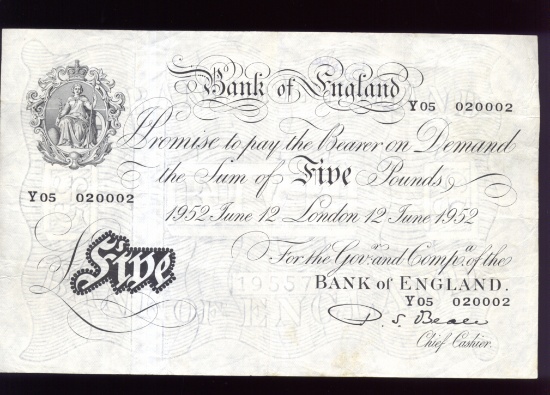 Bank of England
Y05 020002
I Promise to pay the Bearer on Demand
the Sum of Five Pounds
Y05 020002
1952 June 12 London 12 June 1952
£Five
For the Govr. and Compa. of the
BANK OF ENGLAND.
Y05 020002
P. S. Beale
Chief Cashier.